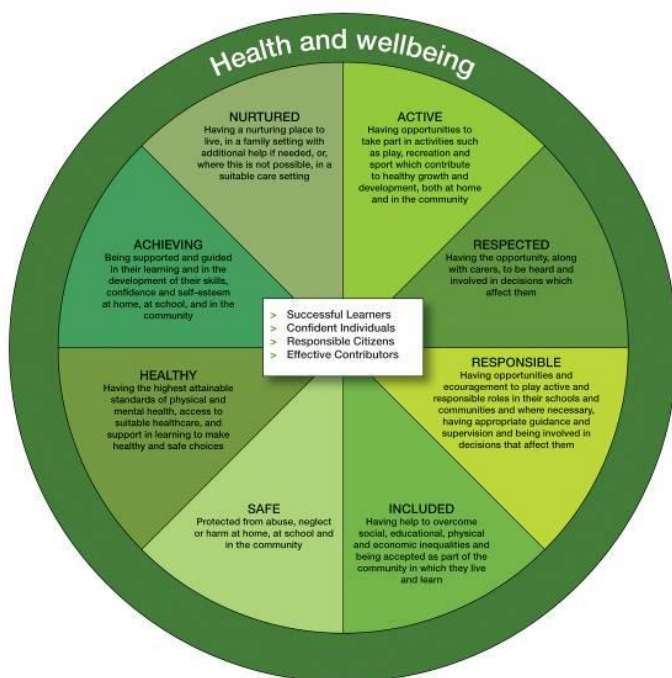 Health and wellbeing
NURTURED
Having a nurturing place to
live, in a family setting with
additional help if needed, or,
where this is not possible, in a
suitable care setting
ACTIVE
Having opportunities to
take part in activities such
as play, recreation and
sport which contribute
to healthy growth and
development, both at home
and in the community
ACHIEVING
Being supported and guided
in their learning and in the
development of their skills,
confidence and self-esteem
at home, at school, and in the
community
RESPECTED
Having the opportunity, along
with carers, to be heard and
involved in decisions which
affect them
> Successful Learners
> Confident Individuals
> Responsible Citizens
> Effective Contributors
HEALTHY
Having the highest attainable
standards of physical and
mental health, access to
suitable healthcare, and
support in learning to make
healthy and safe choices
RESPONSIBLE
Having opportunities and
ecouragement to play active and
responsible roles in their schools and
communities and where necessary,
having appropriate guidance and
supervision and being involved in
decisions that affect them
SAFE
Protected from abuse, neglect
or harm at home, at school and
in the community
INCLUDED
Having help to overcome
social, educational, physical
and economic inequalities and
being accepted as part of the
community in which they live
and learn